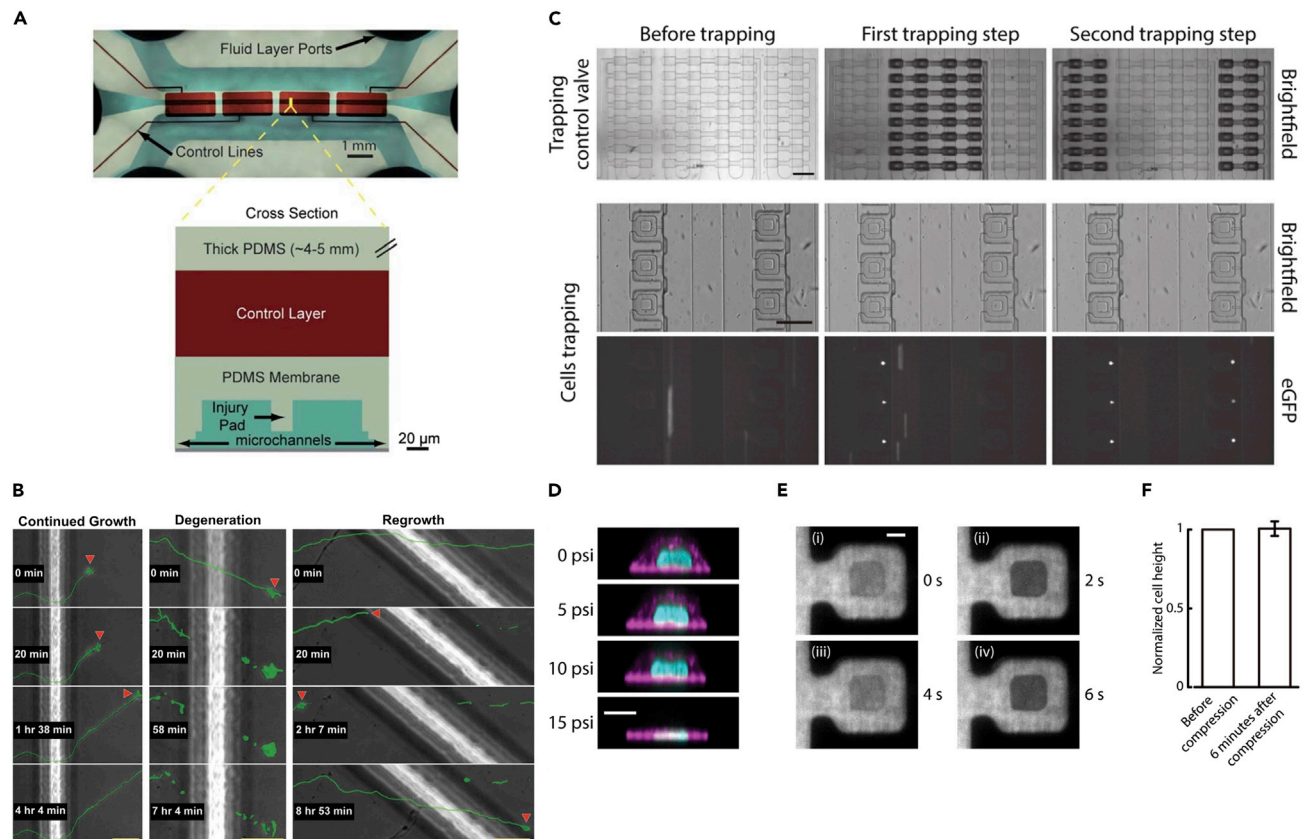 A
Fluid Layer Ports
Control Lines
1 mm
Cross Section
Thick PDMS (~4-5 mm)
Control Layer
PDMS Membrane
Injury
Pad
microchannels
20 µm
B
Continued Growth
Degeneration
Regrowth
0 min
0 min
0 min
20 min
20 min
20 min
1 hr 38 min
58 min
2 hr 7 min
4 hr 4 min
7 hr 4 min
8 hr 53 min
C
Before trapping
First trapping step
Second trapping step
Trapping
control valve
Brightfield
Cells trapping
Brightfield
eGFP
D
0 psi
5 psi
10 psi
15 psi
E
(i)
0 s
(ii)
2 s
(iii)
4 s
(iv)
6 s
F
Normalized cell height
1
0.5
0
Before
compression
6 minutes after
compression